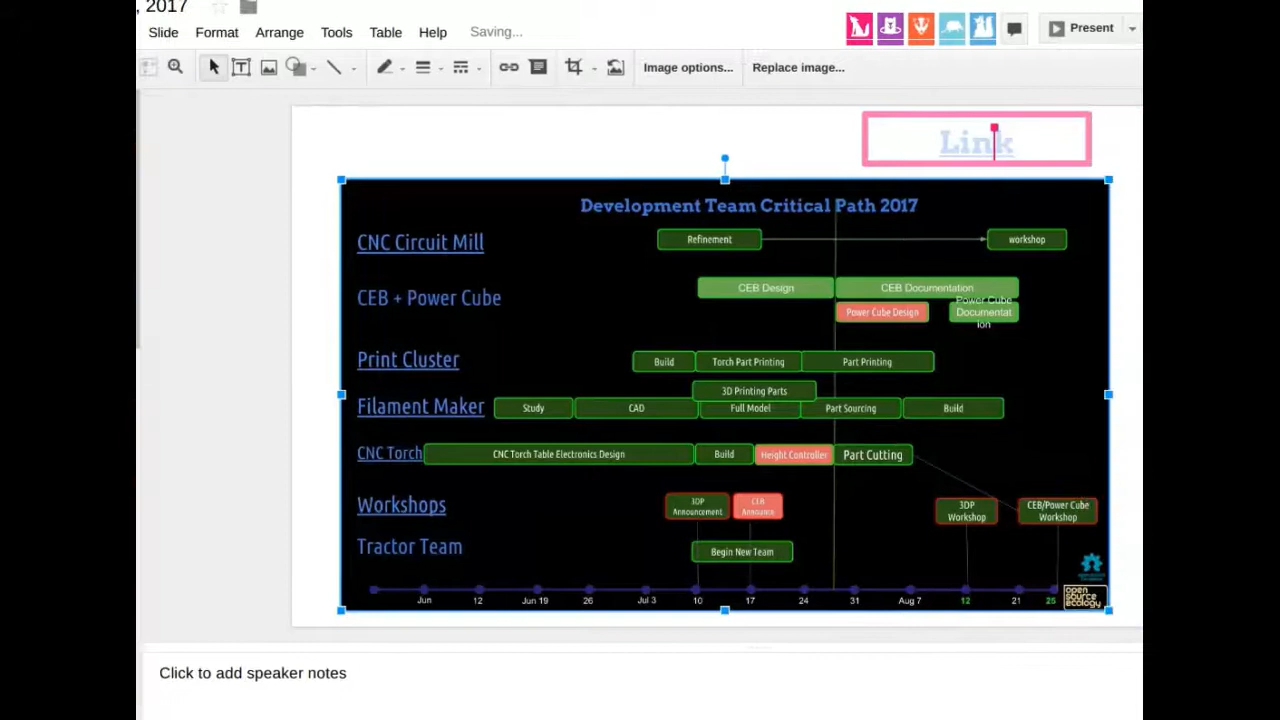 , 2017
Slide Format Arrange Tools Table Help Saving...
Present
Image options... Replace image...
Link
Development Team Critical Path 2017
CNC Circuit Mill Refinement workshop
CEB + Power Cube CEB Design CEB Documentation
Power Cube Design Power Cube
Documentat
ion
Print Cluster Build Torch Part Printing Part Printing
3D Printing Parts
Filament Maker Study CAD Full Model Part Sourcing Build
CNC Torch CNC Torch Table Electronics Design Build Height Controller Part Cutting
Workshops 3DP
Announcement CEB
Announce 3DP
Workshop CEB/Power Cube
Workshop
Tractor Team Begin New Team
Jun 12 Jun 19 26 Jul 3 10 17 24 31 Aug 7 12 21 25
open
source
ecology
Click to add speaker notes